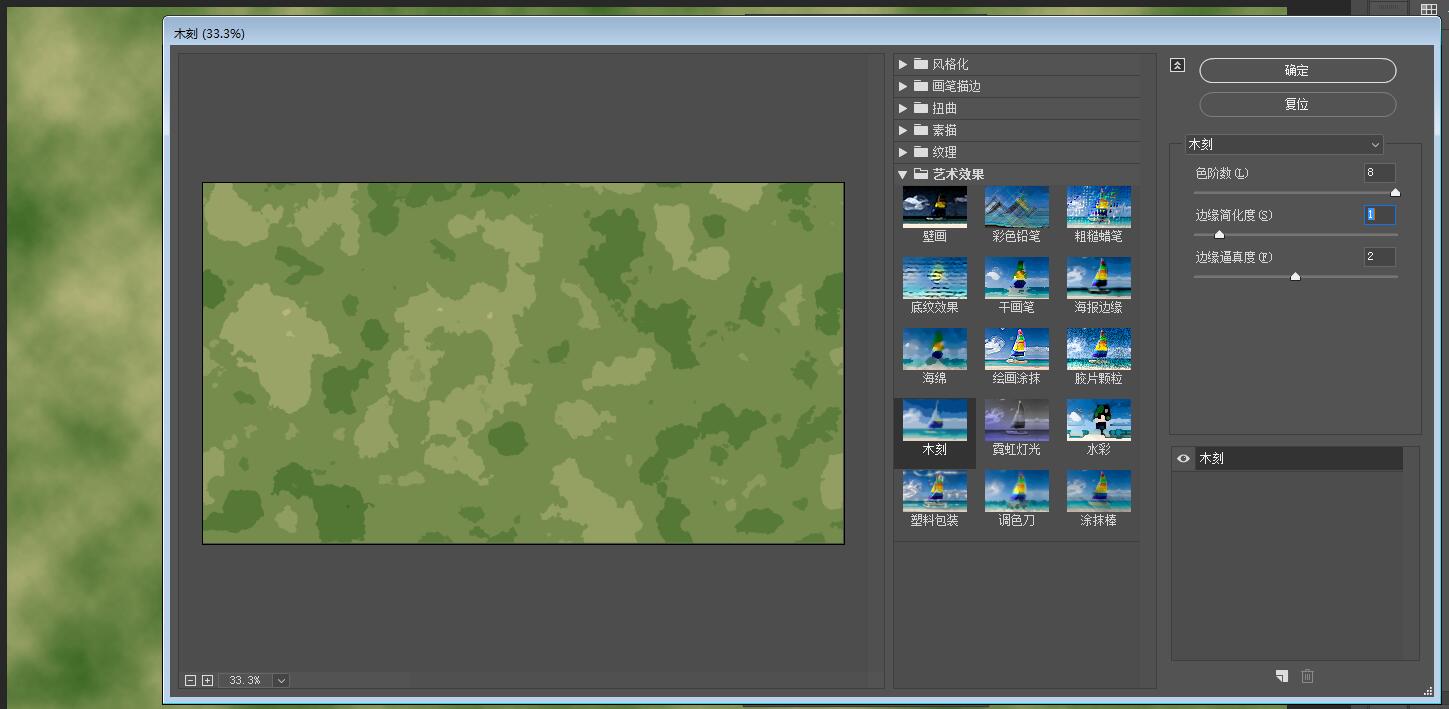 木刻 (33.3%)
风格化
画笔描边
扭曲
素描
纹理
艺术效果
壁画
彩色铅笔
粗糙蜡笔
底纹效果
干画笔
海报边缘
海绵
绘画涂抹
胶片颗粒
木刻
霓虹灯光
水彩
塑料包装
调色刀
涂抹棒
33.3%
确定
复位
木刻
色阶数(L)
8
边缘简化度(S)
1
边缘逼真度(F)
2
木刻